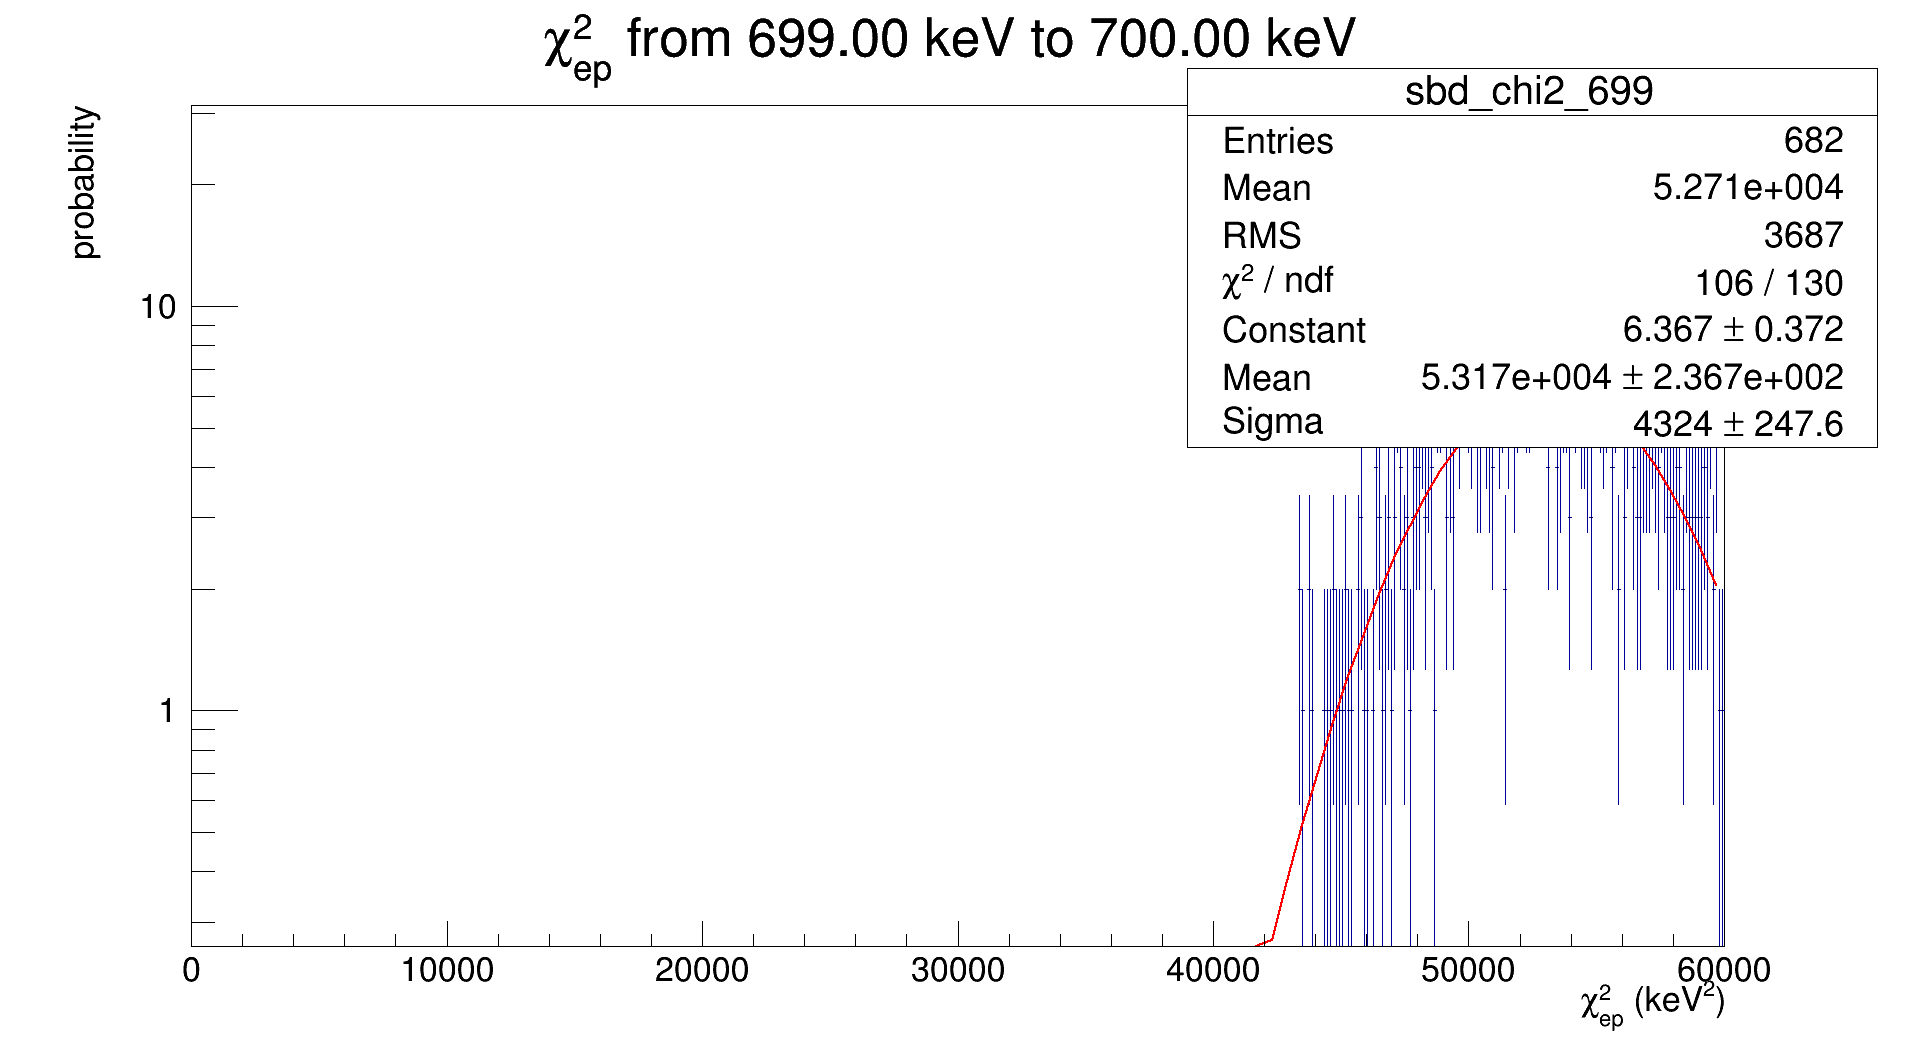 χ²ep from 699.00 keV to 700.00 keV
sbd_chi2_699
Entries 682
Mean 5.271e+004
RMS 3687
χ² / ndf 106 / 130
Constant 6.367 ± 0.372
Mean 5.317e+004 ± 2.367e+002
Sigma 4324 ± 247.6
probability
10
1
0 10000 20000 30000 40000 50000 60000
χ²ep (keV²)